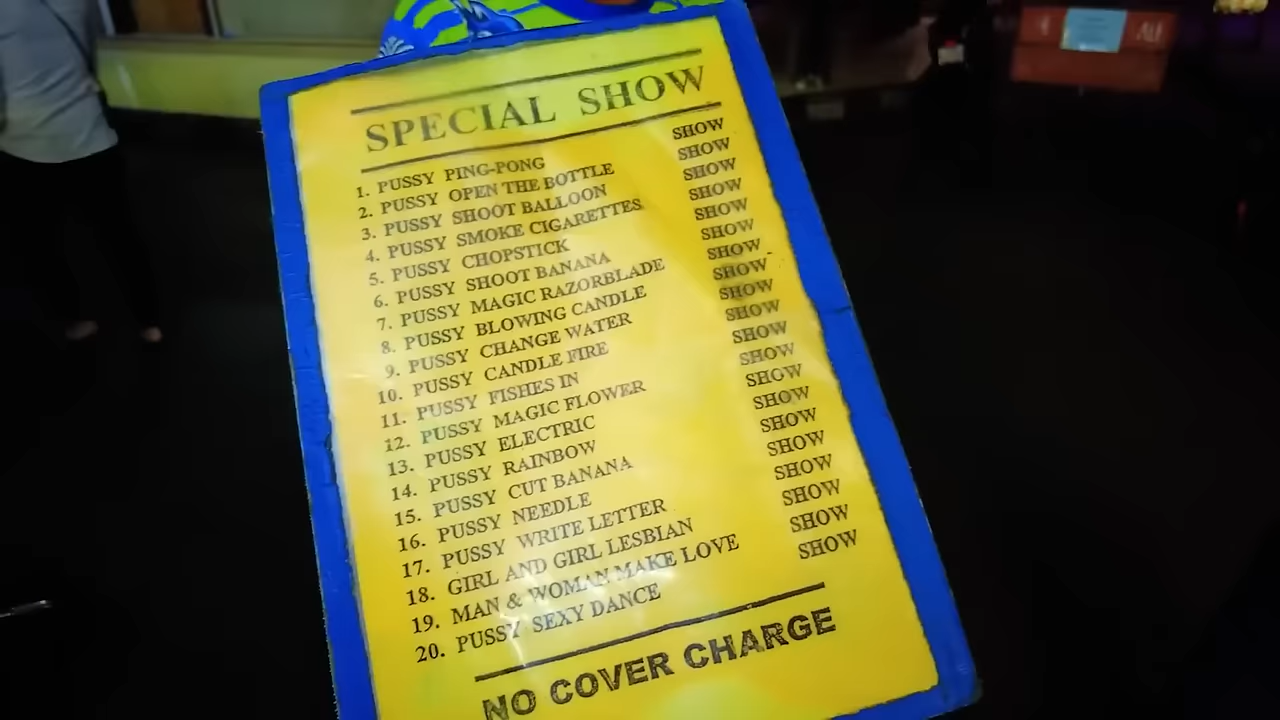 SPECIAL SHOW
1. PUSSY PING-PONG SHOW
2. PUSSY OPEN THE BOTTLE SHOW
3. PUSSY SHOOT BALLOON SHOW
4. PUSSY SMOKE CIGARETTES SHOW
5. PUSSY CHOPSTICK SHOW
6. PUSSY SHOOT BANANA SHOW
7. PUSSY MAGIC RAZORBLADE SHOW
8. PUSSY BLOWING CANDLE SHOW
9. PUSSY CHANGE WATER SHOW
10. PUSSY CANDLE FIRE SHOW
11. PUSSY FISHES IN SHOW
12. PUSSY MAGIC FLOWER SHOW
13. PUSSY ELECTRIC SHOW
14. PUSSY RAINBOW SHOW
15. PUSSY CUT BANANA SHOW
16. PUSSY NEEDLE SHOW
17. PUSSY WRITE LETTER SHOW
18. GIRL AND GIRL LESBIAN SHOW
19. MAN & WOMAN MAKE LOVE SHOW
20. PUSSY SEXY DANCE SHOW
NO COVER CHARGE